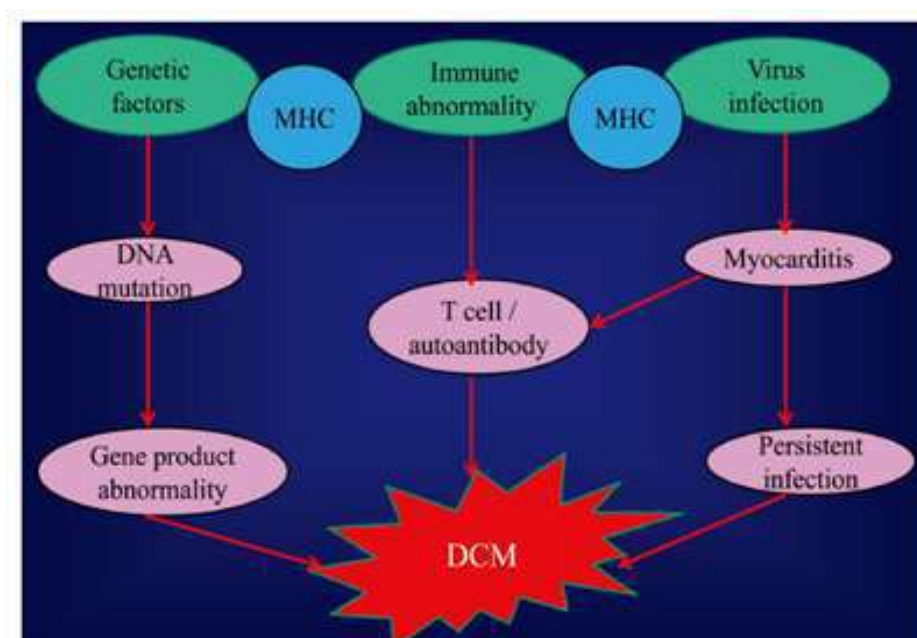 Genetic
factors
MHC
Immune
abnormality
MHC
Virus
infection
DNA
mutation
Myocarditis
T cell /
autoantibody
Gene product
abnormality
Persistent
infection
DCM